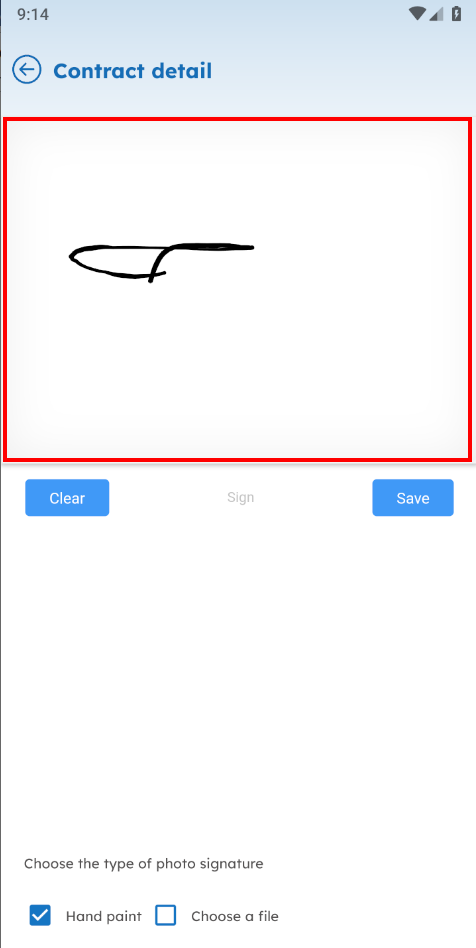 9:14
Contract detail
Clear Sign Save
Choose the type of photo signature
Hand paint Choose a file